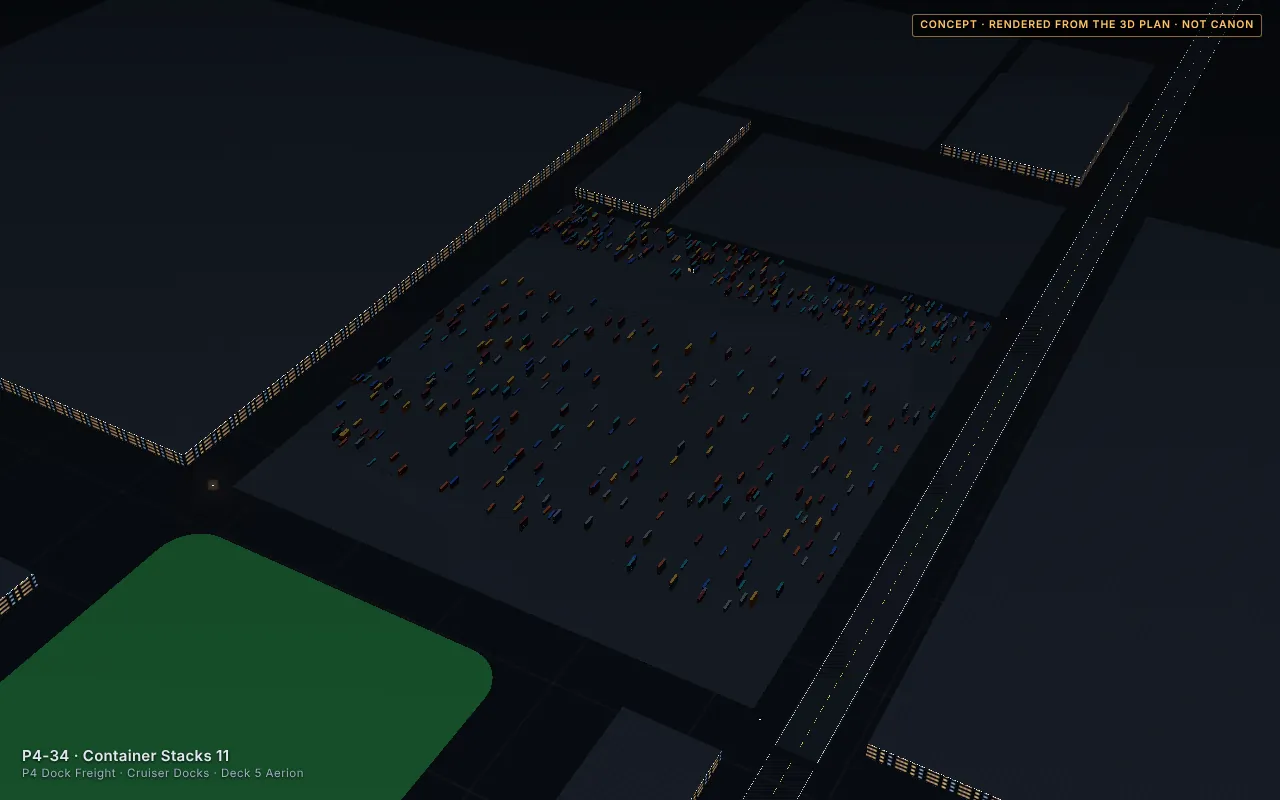 CONCEPT · RENDERED FROM THE 3D PLAN · NOT CANON
P4-34 · Container Stacks 11
P4 Dock Freight · Cruiser Docks · Deck 5 Aerion